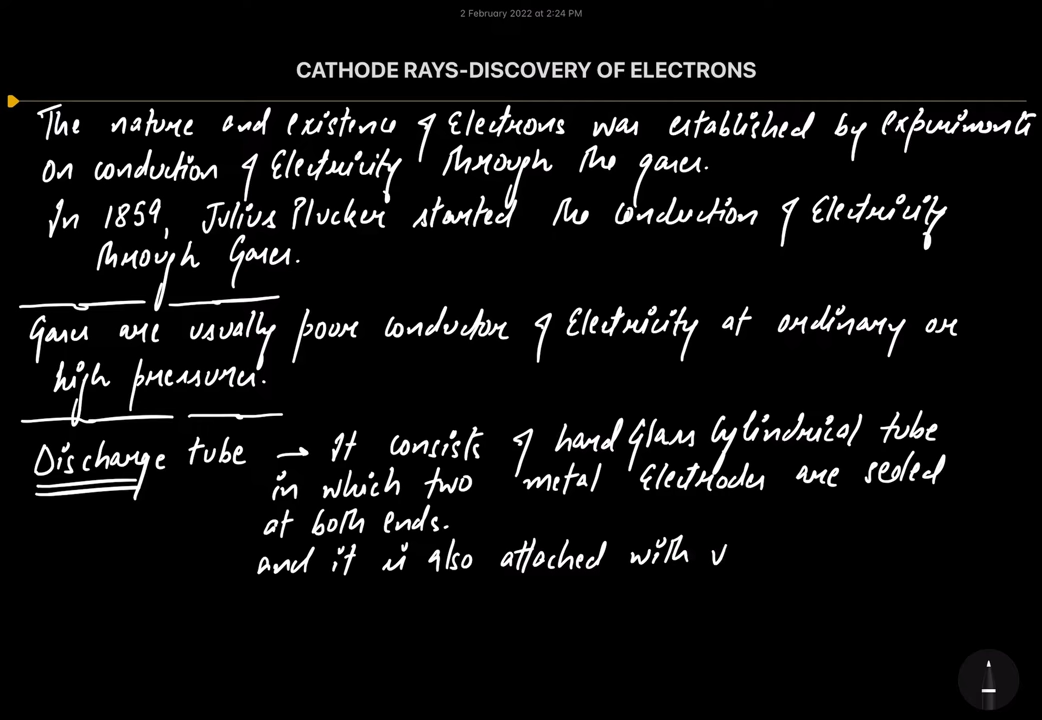 2 February 2022 at 2:24 PM
CATHODE RAYS-DISCOVERY OF ELECTRONS
The nature and existence of Electrons was established by experiments
on conduction of Electricity through the gases.
In 1859, Julius Plucker started the conduction of Electricity
through Gases.
Gases are usually poor conductor of Electricity at ordinary or
high pressures.
Discharge tube → It consists of hard Glass Cylindrical tube
in which two metal Electrodes are sealed
at both ends.
and it is also attached with v